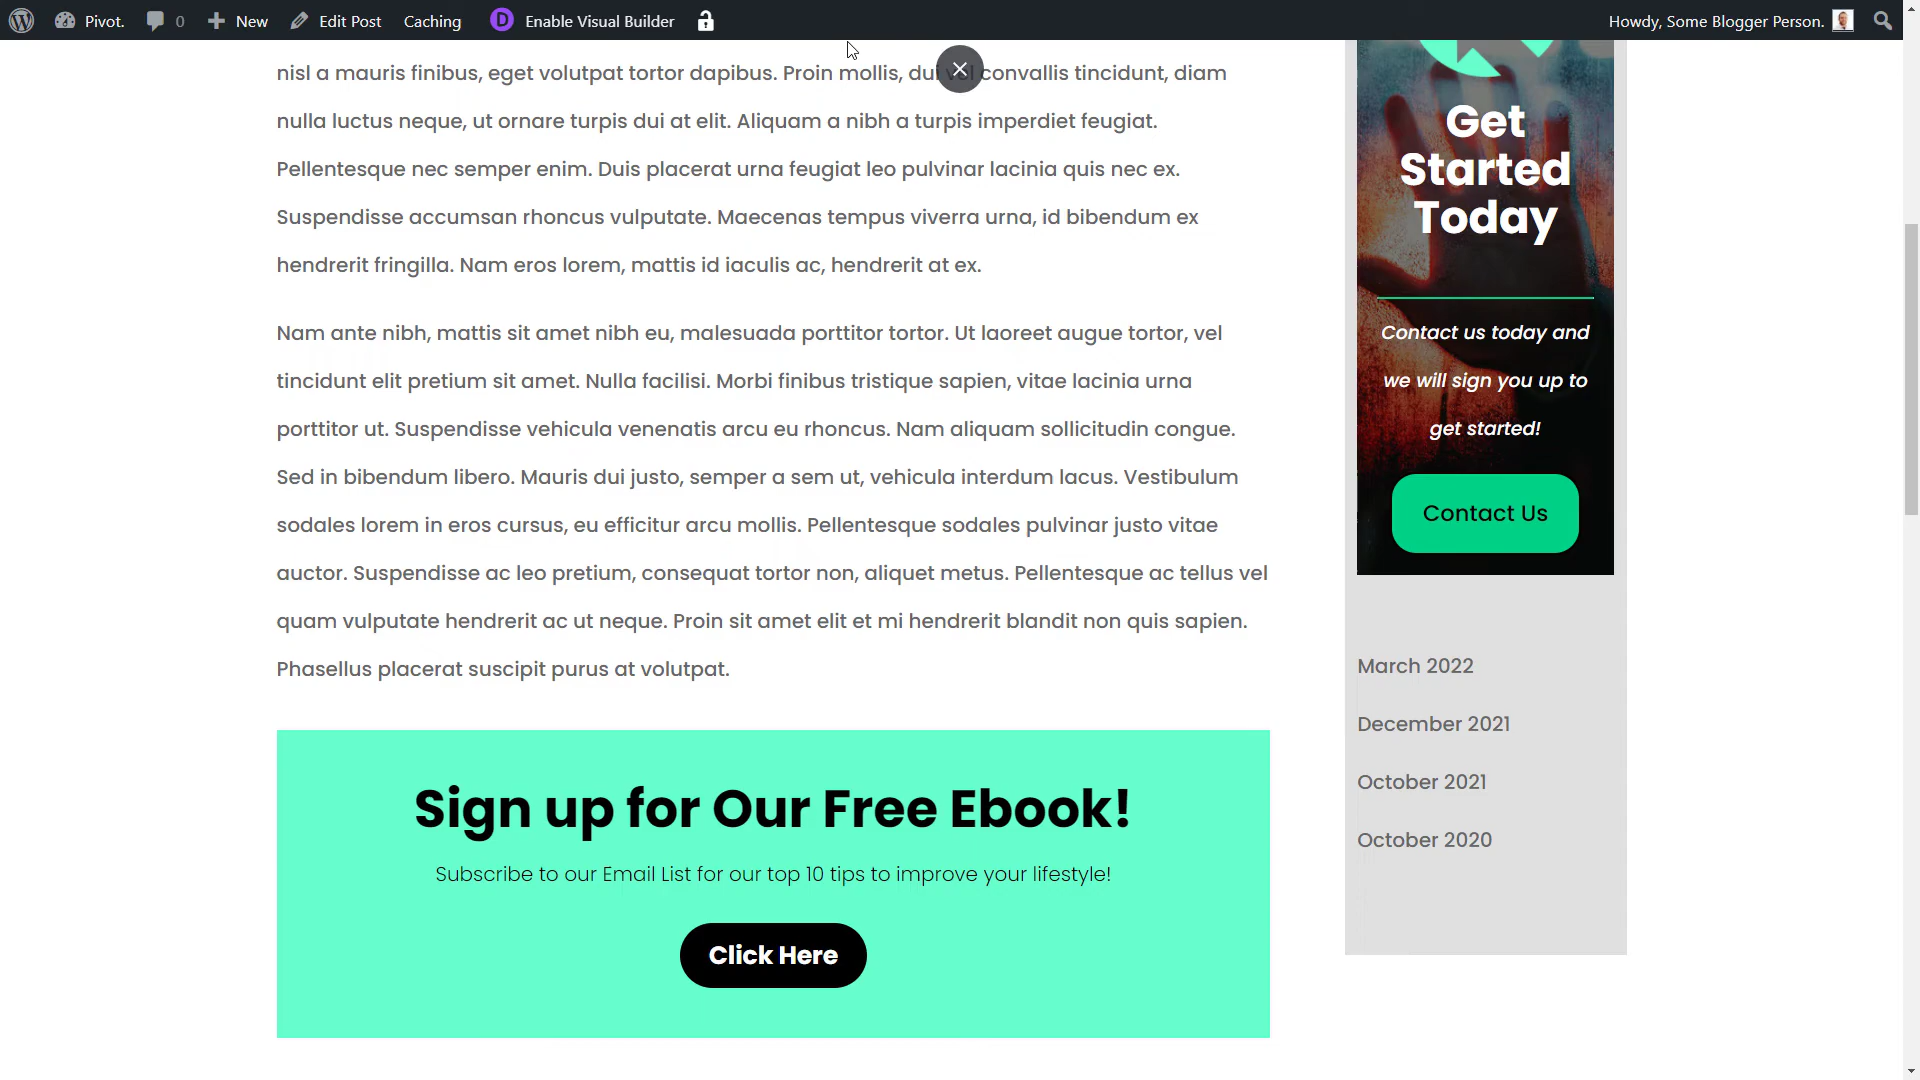 Pivot.
0
New
Edit Post
Caching
D
Enable Visual Builder
Howdy, Some Blogger Person.
nisl a mauris finibus, eget volutpat tortor dapibus. Proin mollis, dui vel convallis tincidunt, diam
nulla luctus neque, ut ornare turpis dui at elit. Aliquam a nibh a turpis imperdiet feugiat.
Pellentesque nec semper enim. Duis placerat urna feugiat leo pulvinar lacinia quis nec ex.
Suspendisse accumsan rhoncus vulputate. Maecenas tempus viverra urna, id bibendum ex
hendrerit fringilla. Nam eros lorem, mattis id iaculis ac, hendrerit at ex.
Nam ante nibh, mattis sit amet nibh eu, malesuada porttitor tortor. Ut laoreet augue tortor, vel
tincidunt elit pretium sit amet. Nulla facilisi. Morbi finibus tristique sapien, vitae lacinia urna
porttitor ut. Suspendisse vehicula venenatis arcu eu rhoncus. Nam aliquam sollicitudin congue.
Sed in bibendum libero. Mauris dui justo, semper a sem ut, vehicula interdum lacus. Vestibulum
sodales lorem in eros cursus, eu efficitur arcu mollis. Pellentesque sodales pulvinar justo vitae
auctor. Suspendisse ac leo pretium, consequat tortor non, aliquet metus. Pellentesque ac tellus vel
quam vulputate hendrerit ac ut neque. Proin sit amet elit et mi hendrerit blandit non quis sapien.
Phasellus placerat suscipit purus at volutpat.
Sign up for Our Free Ebook!
Subscribe to our Email List for our top 10 tips to improve your lifestyle!
Click Here
Get
Started
Today
Contact us today and
we will sign you up to
get started!
Contact Us
March 2022
December 2021
October 2021
October 2020